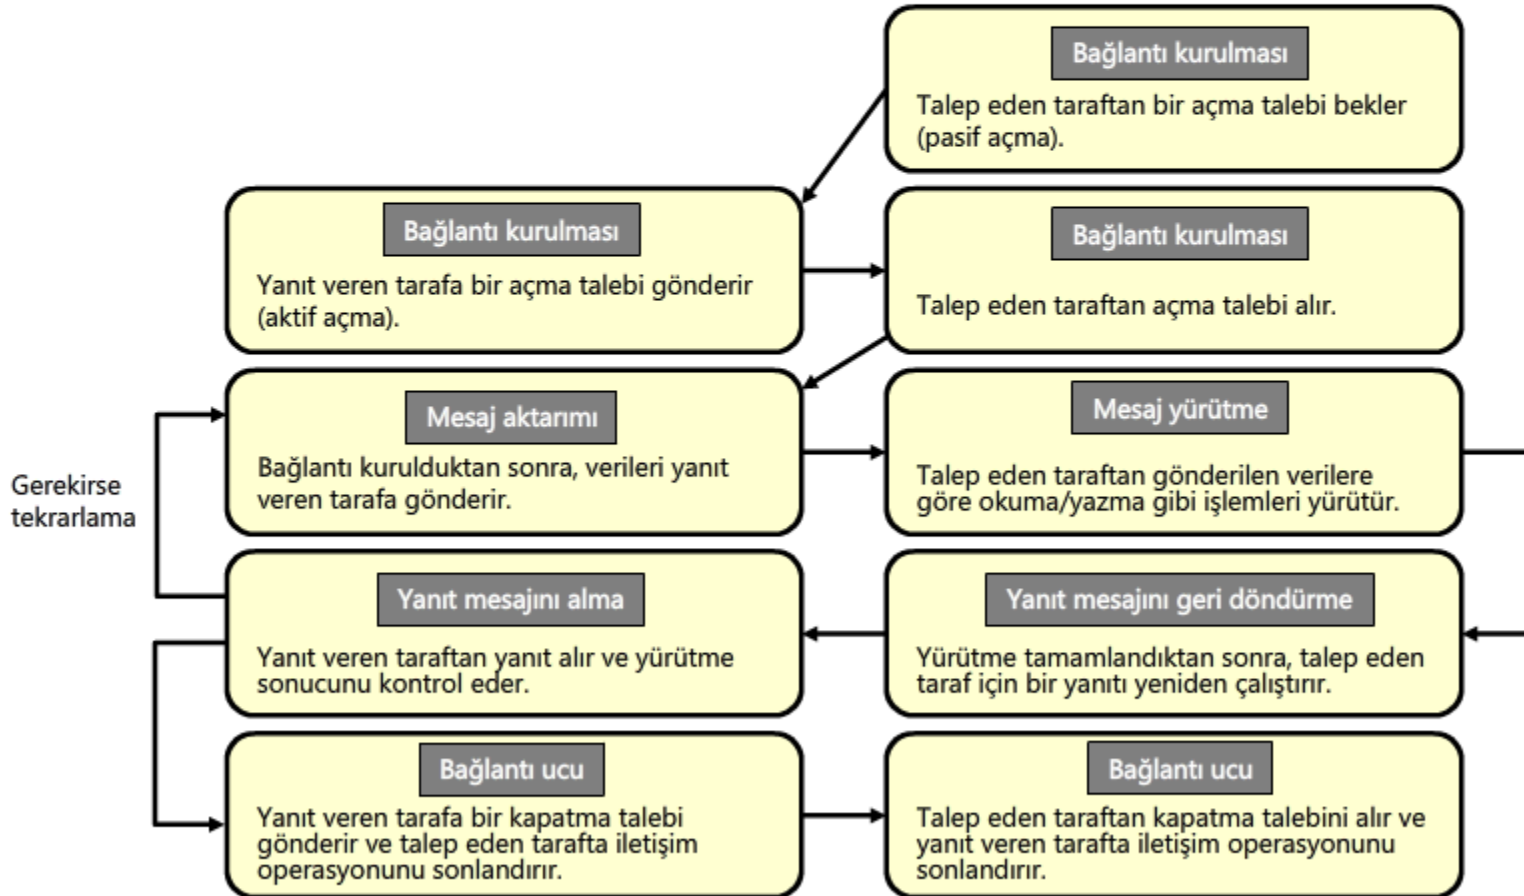 Bağlantı kurulması
Talep eden taraftan bir açma talebi bekler
(pasif açma).
Bağlantı kurulması
Yanıt veren tarafa bir açma talebi gönderir
(aktif açma).
Bağlantı kurulması
Talep eden taraftan açma talebi alır.
Mesaj aktarımı
Bağlantı kurulduktan sonra, verileri yanıt
veren tarafa gönderir.
Mesaj yürütme
Talep eden taraftan gönderilen verilere
göre okuma/yazma gibi işlemleri yürütür.
Gerekirse
tekrarlama
Yanıt mesajını alma
Yanıt veren taraftan yanıt alır ve yürütme
sonucunu kontrol eder.
Yanıt mesajını geri döndürme
Yürütme tamamlandıktan sonra, talep eden
taraf için bir yanıtı yeniden çalıştırır.
Bağlantı ucu
Yanıt veren tarafa bir kapatma talebi
gönderir ve talep eden tarafta iletişim
operasyonunu sonlandırır.
Bağlantı ucu
Talep eden taraftan kapatma talebini alır ve
yanıt veren tarafta iletişim operasyonunu
sonlandırır.